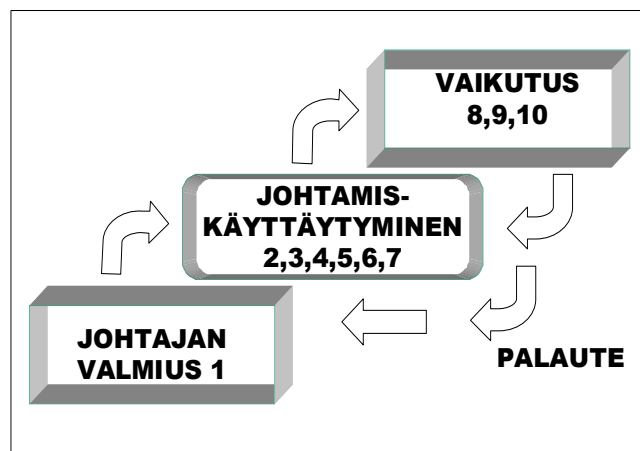 VAIKUTUS
8,9,10
JOHTAMIS-
KÄYTTÄYTYMINEN
2,3,4,5,6,7
JOHTAJAN
VALMIUS 1
PALAUTE